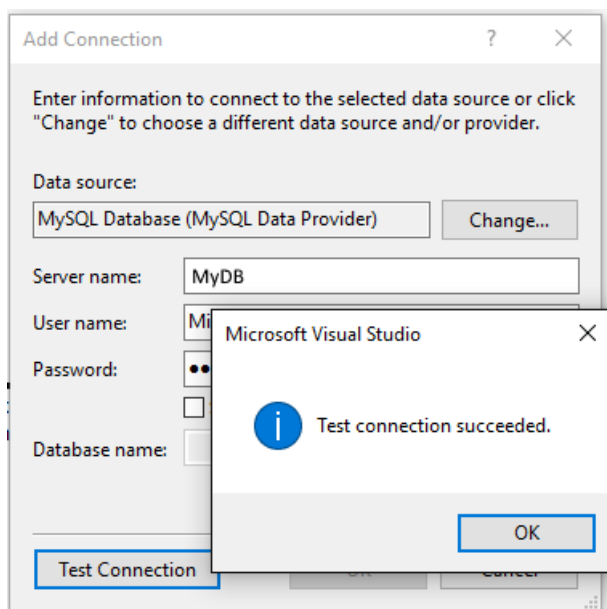 Add Connection ?
Enter information to connect to the selected data source or click
"Change" to choose a different data source and/or provider.
Data source:
MySQL Database (MySQL Data Provider)
Change...
Server name: MyDB
User name: Mi
Password:
Database name:
Test Connection
Microsoft Visual Studio
i
Test connection succeeded.
OK